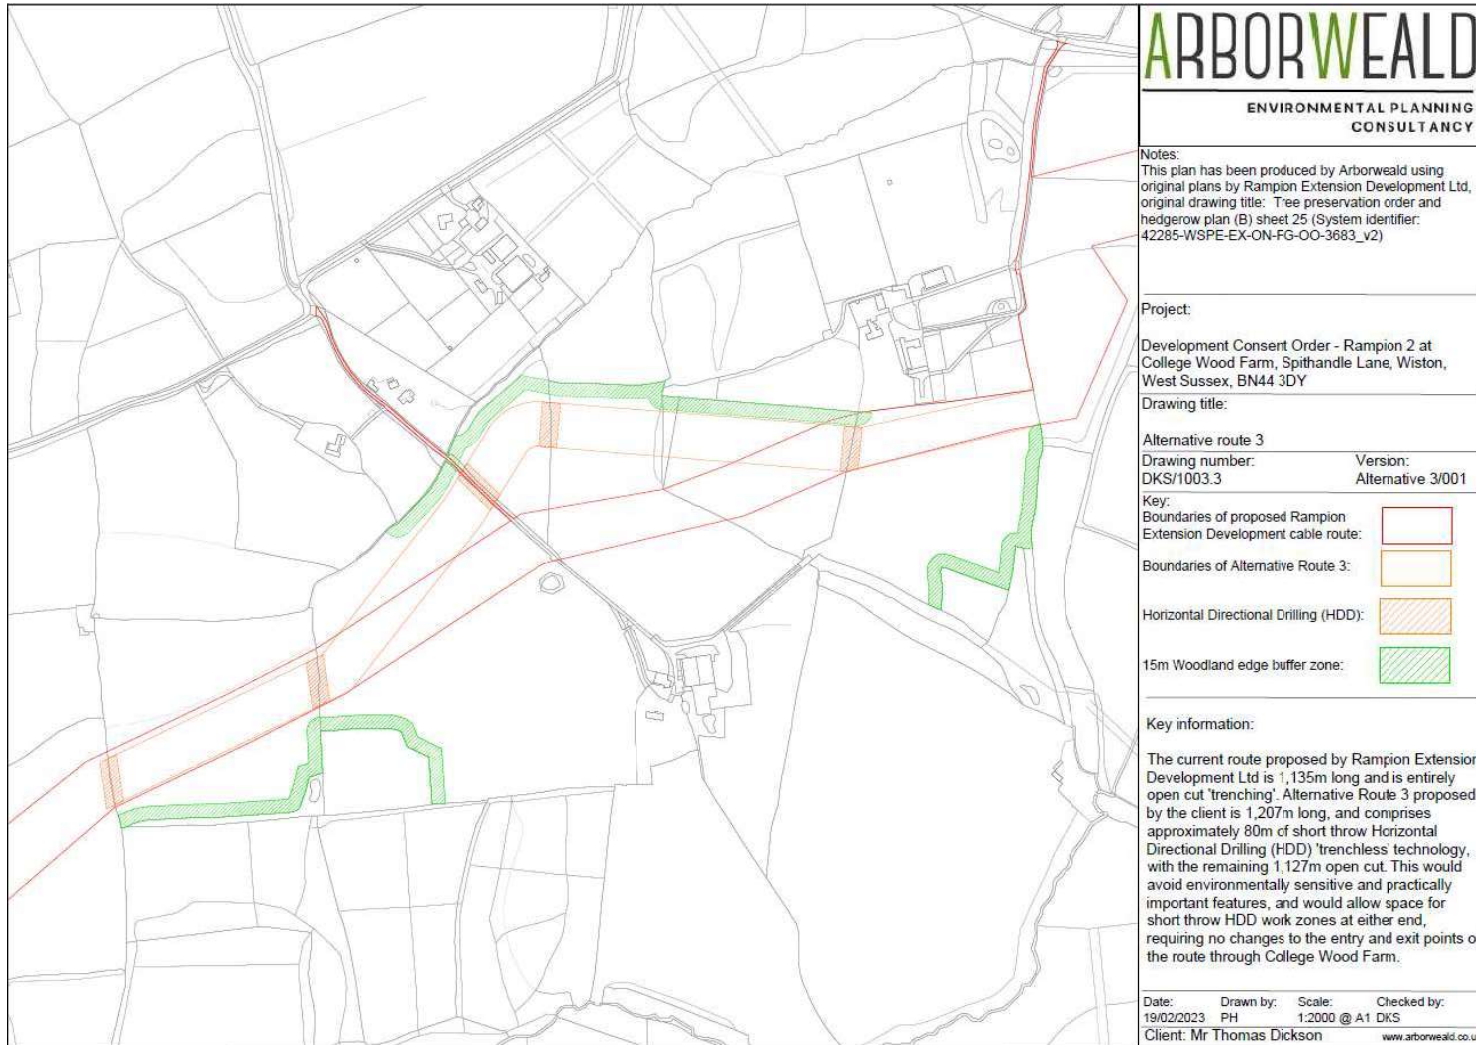 ARBORWEALD
ENVIRONMENTAL PLANNING
CONSULTANCY
Notes:
This plan has been produced by Arborweald using
original plans by Rampion Extension Development Ltd,
original drawing title: Tree preservation order and
hedgerow plan (B) sheet 25 (System identifier:
42285-WSPE-EX-ON-FG-OO-3683_v2)
Project:
Development Consent Order - Rampion 2 at
College Wood Farm, Spithandle Lane, Wiston,
West Sussex, BN44 3DY
Drawing title:
Alternative route 3
Drawing number: Version:
DKS/1003.3 Alternative 3/001
Key:
Boundaries of proposed Rampion
Extension Development cable route:
Boundaries of Alternative Route 3:
Horizontal Directional Drilling (HDD):
15m Woodland edge buffer zone:
Key information:
The current route proposed by Rampion Extension
Development Ltd is 1,135m long and is entirely
open cut 'trenching'. Alternative Route 3 proposed
by the client is 1,207m long, and comprises
approximately 80m of short throw Horizontal
Directional Drilling (HDD) 'trenchless' technology,
with the remaining 1,127m open cut. This would
avoid environmentally sensitive and practically
important features, and would allow space for
short throw HDD work zones at either end,
requiring no changes to the entry and exit points o
the route through College Wood Farm.
Date: Drawn by: Scale: Checked by:
19/02/2023 PH 1:2000 @ A1 DKS
Client: Mr Thomas Dickson www.arborweald.co.u